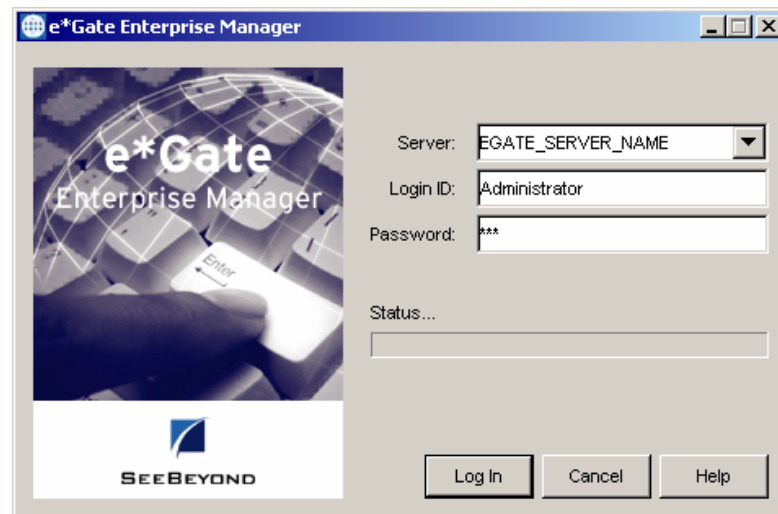 e*Gate Enterprise Manager
e*Gate
Enterprise Manager
Enter
SEEBEYOND
Server: EGATE_SERVER_NAME
Login ID: Administrator
Password: ***
Status...
Log In Cancel Help